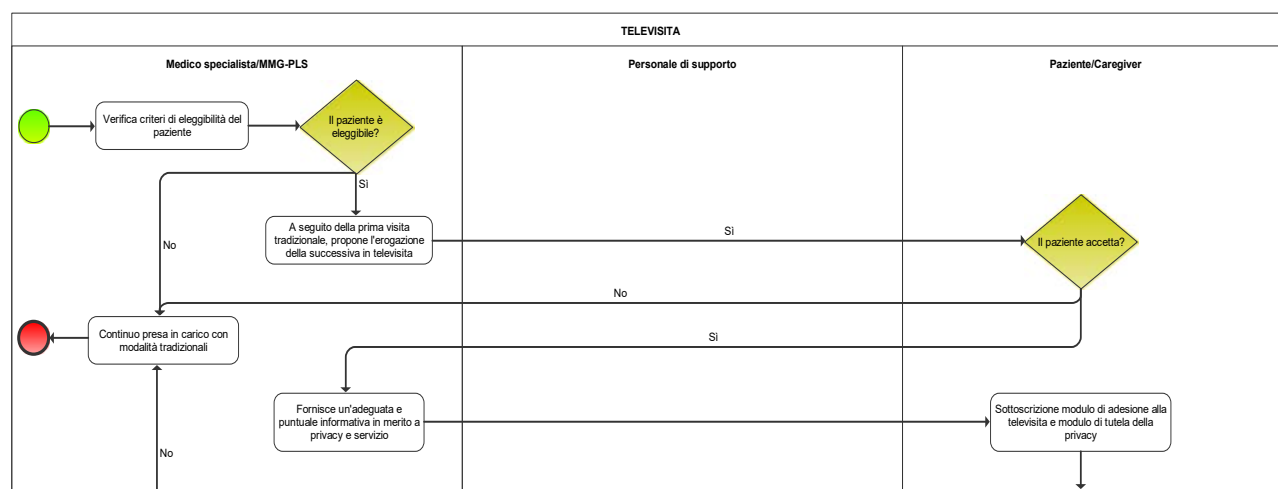 TELEVISITA
Medico specialista/MMG-PLS
Personale di supporto
Paziente/Caregiver
Verifica criteri di eleggibilità del
paziente
Il paziente è
eleggibile?
Sì
A seguito della prima visita
tradizionale, propone l'erogazione
della successiva in televisita
Sì
Il paziente accetta?
No
No
Continuo presa in carico con
modalità tradizionali
Sì
Fornisce un'adeguata e
puntuale informativa in merito a
privacy e servizio
Sottoscrizione modulo di adesione alla
televisita e modulo di tutela della
privacy
No